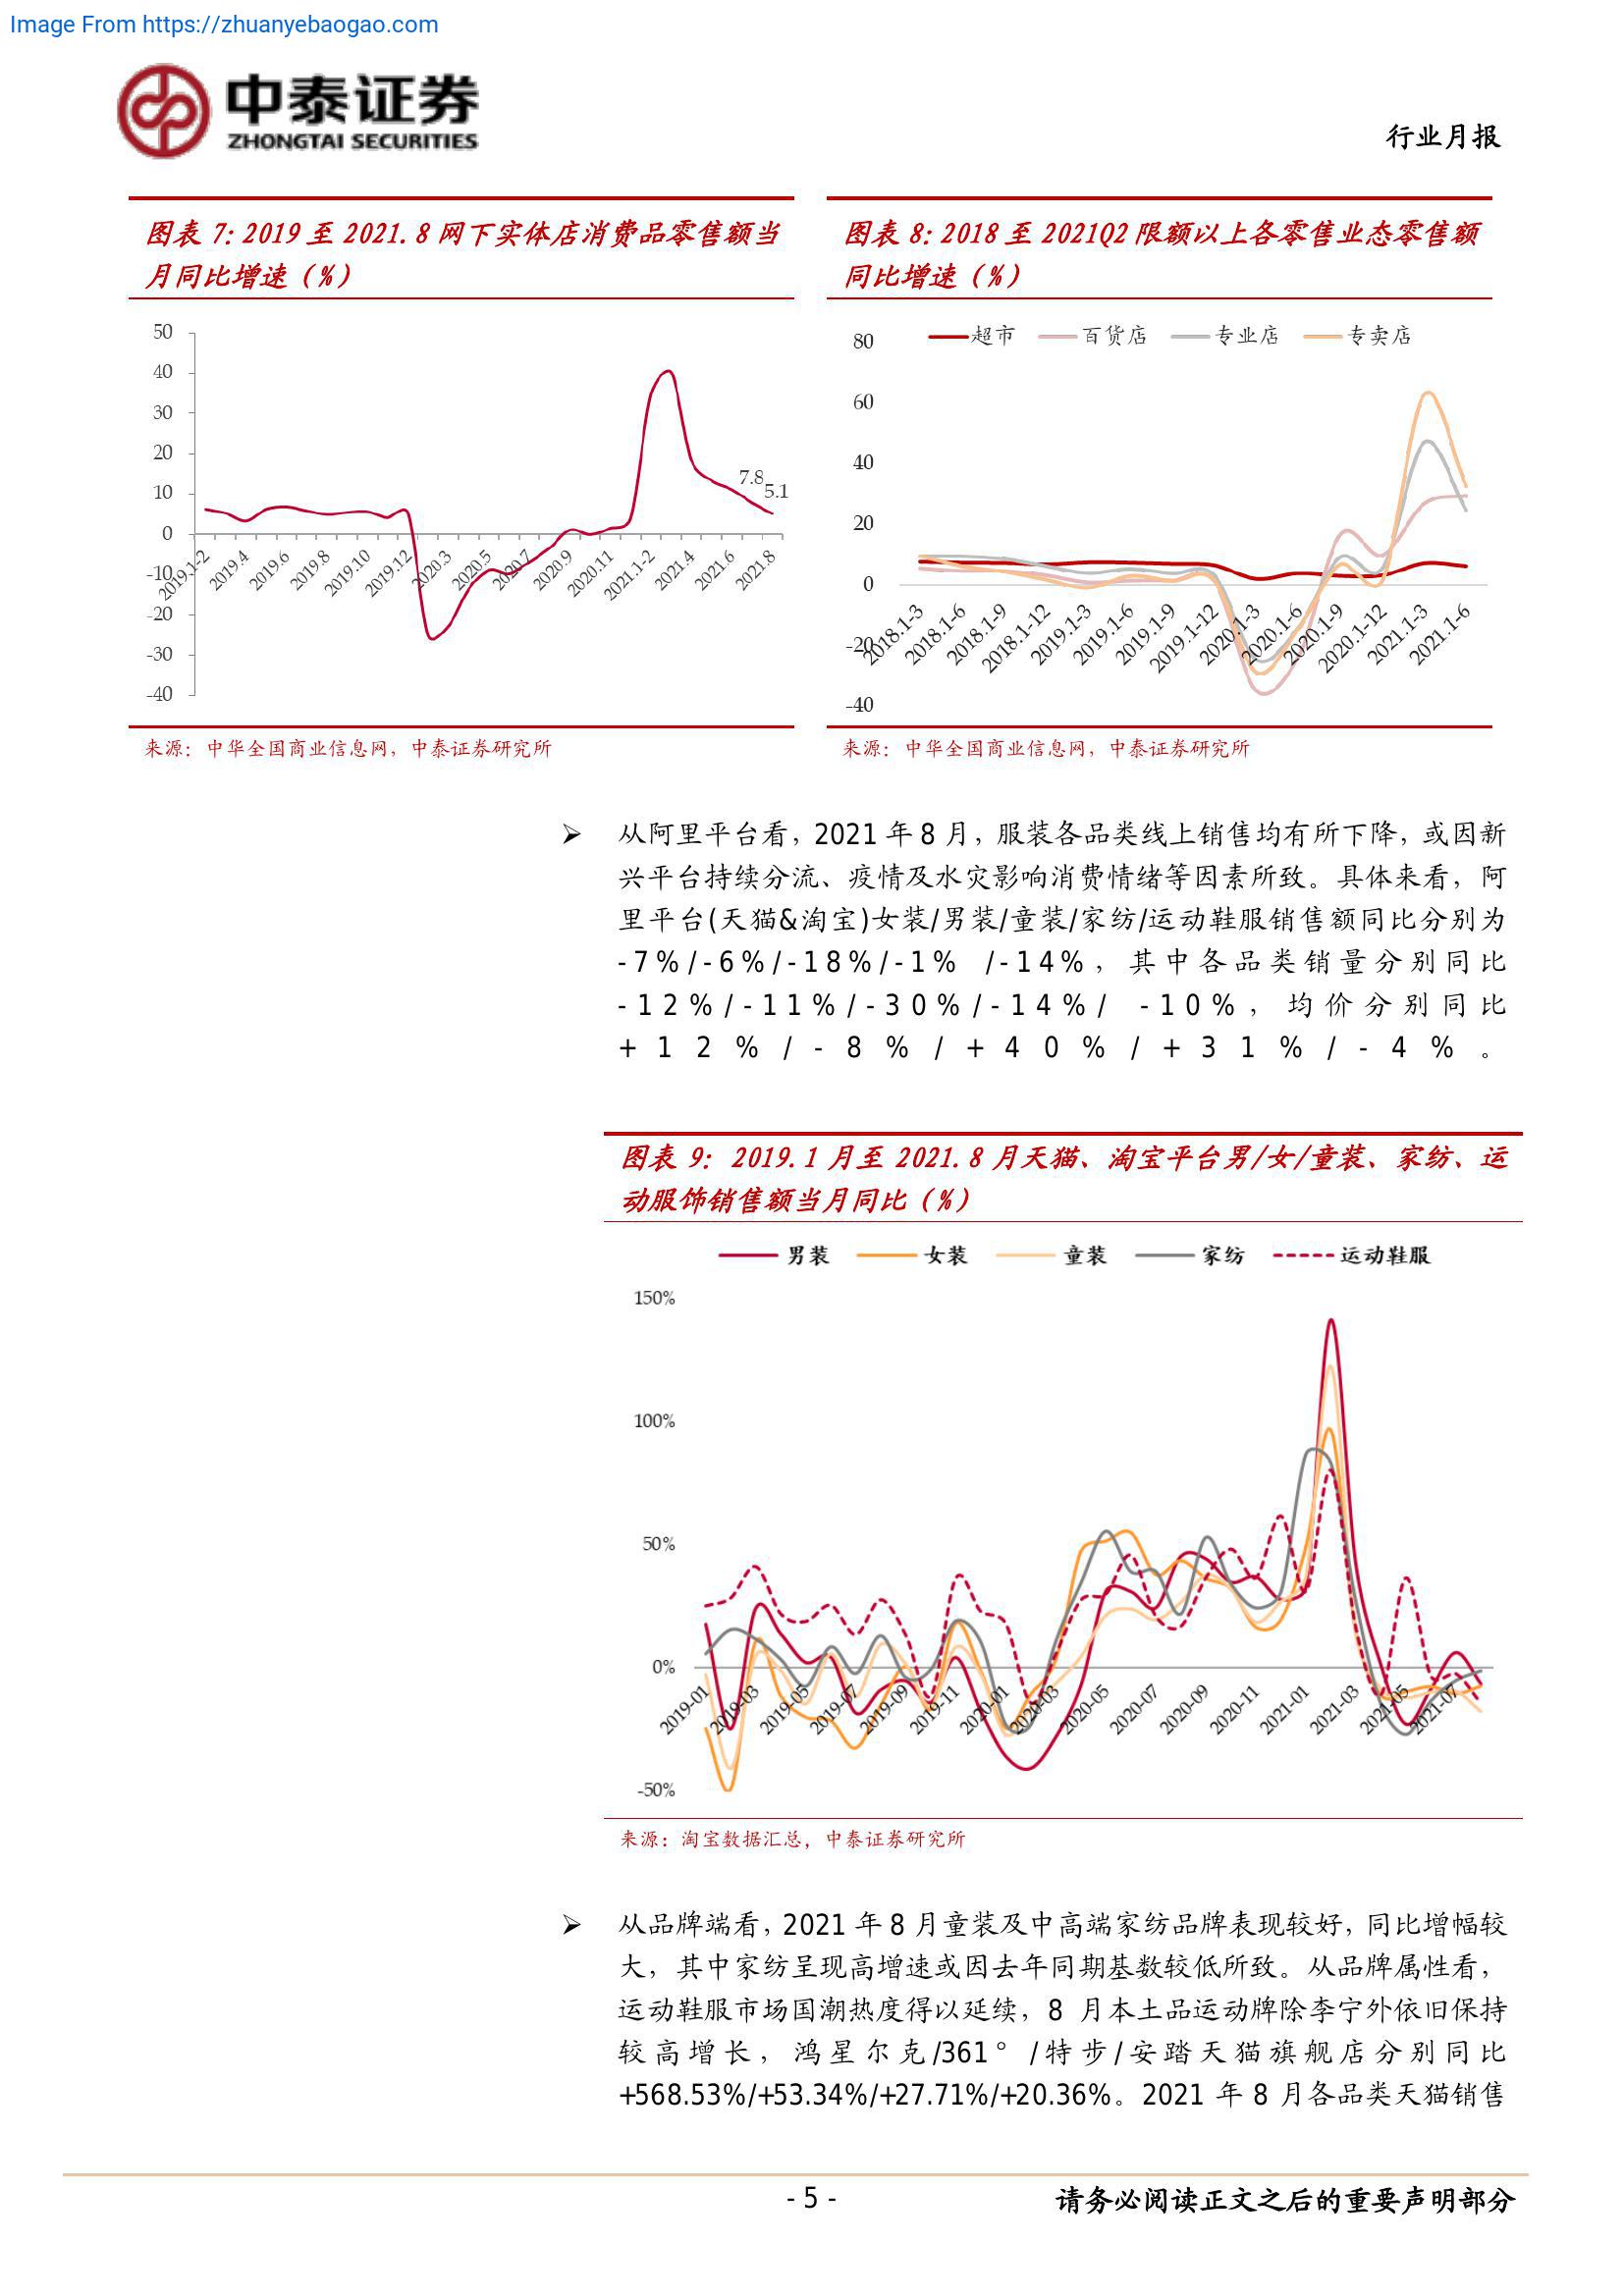 Image From https://zhuanyebaogao.com
中泰证券
ZHONGTAI SECURITIES
行业月报
图表 7：2019 至 2021.8 网下实体店消费品零售额当
月同比增速（%）
50
40
30
20
10
0
-10
-20
-30
-40
7.8
5.1
2019.1-2
2019.4
2019.6
2019.8
2019.10
2019.12
2020.3
2020.5
2020.7
2020.9
2020.11
2021.1-2
2021.4
2021.6
2021.8
来源：中华全国商业信息网，中泰证券研究所
图表 8：2018 至 2021Q2 限额以上各零售业态零售额
同比增速（%）
超市 百货店 专业店 专卖店
80
60
40
20
0
-20
-40
2018.1-3
2018.1-6
2018.1-9
2018.1-12
2019.1-3
2019.1-6
2019.1-9
2019.1-12
2020.1-3
2020.1-6
2020.1-9
2020.1-12
2021.1-3
2021.1-6
来源：中华全国商业信息网，中泰证券研究所
➢ 从阿里平台看，2021 年 8 月，服装各品类线上销售均有所下降，或因新
兴平台持续分流、疫情及水灾影响消费情绪等因素所致。具体来看，阿
里平台(天猫&淘宝)女装/男装/童装/家纺/运动鞋服销售额同比分别为
-7%/-6%/-18%/-1% /-14%，其中各品类销量分别同比
-12%/-11%/-30%/-14%/ -10%，均价分别同比
+12%/-8%/+40%/+31%/-4%。
图表 9：2019.1 月至 2021.8 月天猫、淘宝平台男/女/童装、家纺、运
动服饰销售额当月同比（%）
男装 女装 童装 家纺 运动鞋服
150%
100%
50%
0%
-50%
2019-01
2019-03
2019-05
2019-07
2019-09
2019-11
2020-01
2020-03
2020-05
2020-07
2020-09
2020-11
2021-01
2021-03
2021-05
2021-07
来源：淘宝数据汇总，中泰证券研究所
➢ 从品牌端看，2021 年 8 月童装及中高端家纺品牌表现较好，同比增幅较
大，其中家纺呈现高增速或因去年同期基数较低所致。从品牌属性看，
运动鞋服市场国潮热度得以延续，8 月本土品运动牌除李宁外依旧保持
较高增长，鸿星尔克/361° /特步/安踏天猫旗舰店分别同比
+568.53%/+53.34%/+27.71%/+20.36%。2021 年 8 月各品类天猫销售
- 5 -
请务必阅读正文之后的重要声明部分